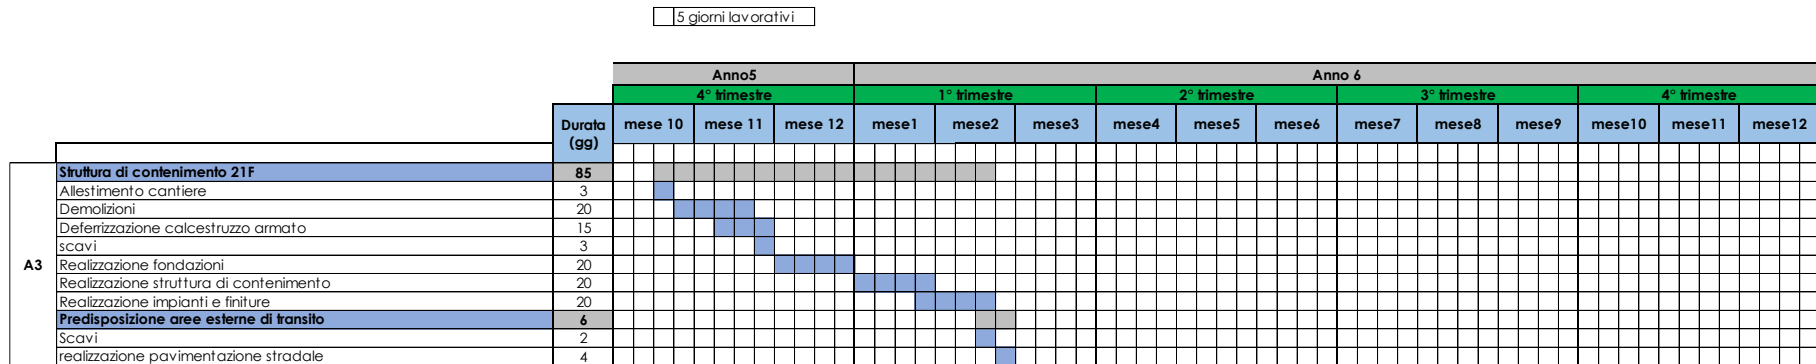 5 giorni lavorativi
Anno5 Anno 6
4° trimestre 1° trimestre 2° trimestre 3° trimestre 4° trimestre
Durata (gg) mese 10 mese 11 mese 12 mese1 mese2 mese3 mese4 mese5 mese6 mese7 mese8 mese9 mese10 mese11 mese12
Struttura di contenimento 21F 85
Allestimento cantiere 3
Demolizioni 20
Deferrizzazione calcestruzzo armato 15
scavi 3
A3 Realizzazione fondazioni 20
Realizzazione struttura di contenimento 20
Realizzazione impianti e finiture 20
Predisposizione aree esterne di transito 6
Scavi 2
realizzazione pavimentazione stradale 4